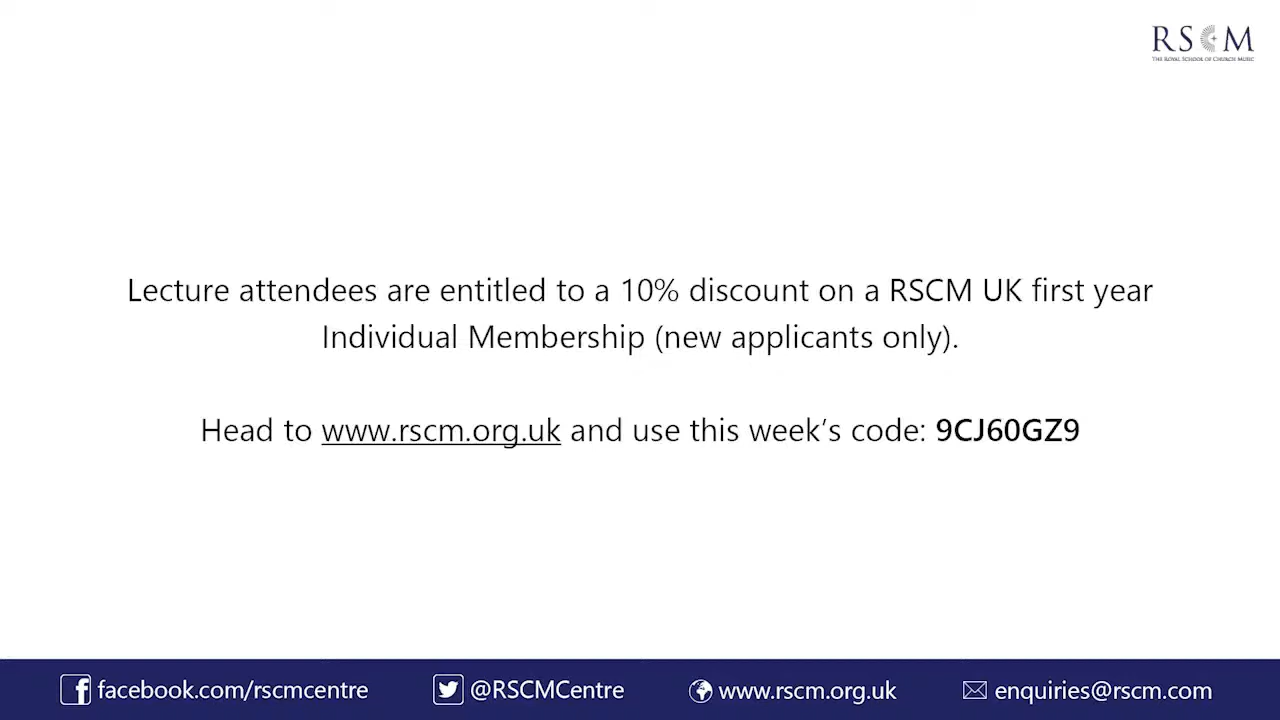 RSCM
THE ROYAL SCHOOL OF CHURCH MUSIC
Lecture attendees are entitled to a 10% discount on a RSCM UK first year
Individual Membership (new applicants only).
Head to www.rscm.org.uk and use this week’s code: 9CJ60GZ9
facebook.com/rscmcentre @RSCMCentre www.rscm.org.uk enquiries@rscm.com